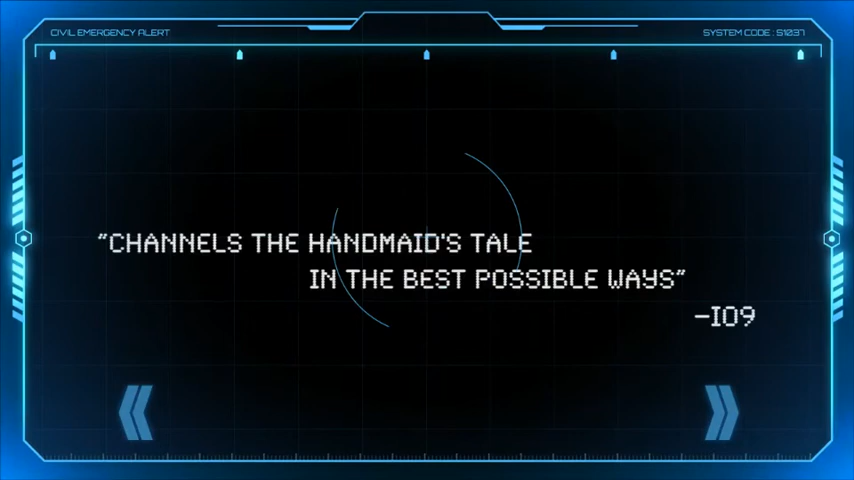 CIVIL EMERGENCY ALERT
SYSTEM CODE : S1037
"CHANNELS THE HANDMAID'S TALE
IN THE BEST POSSIBLE WAYS"
–IO9